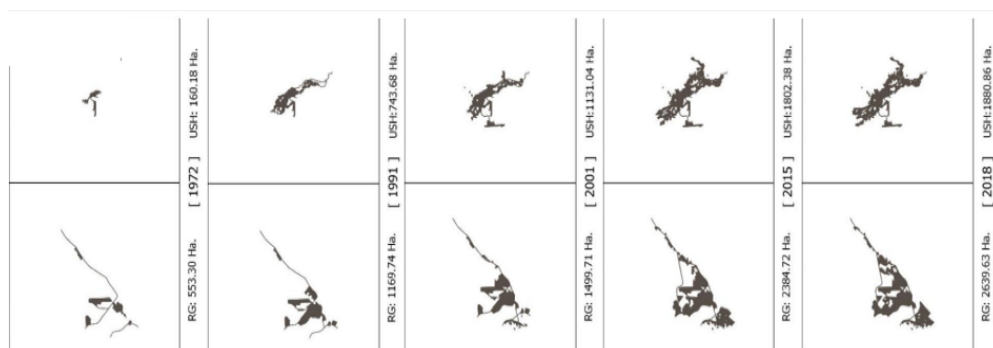 USH: 160.18 Ha.
[ 1972 ]
RG: 553.30 Ha.
USH:743.68 Ha.
[ 1991 ]
RG: 1169.74 Ha.
USH:1131.04 Ha.
[ 2001 ]
RG: 1499.71 Ha.
USH:1802.38 Ha.
[ 2015 ]
RG: 2384.72 Ha.
USH:1880.86 Ha.
[ 2018 ]
RG: 2639.63 Ha.